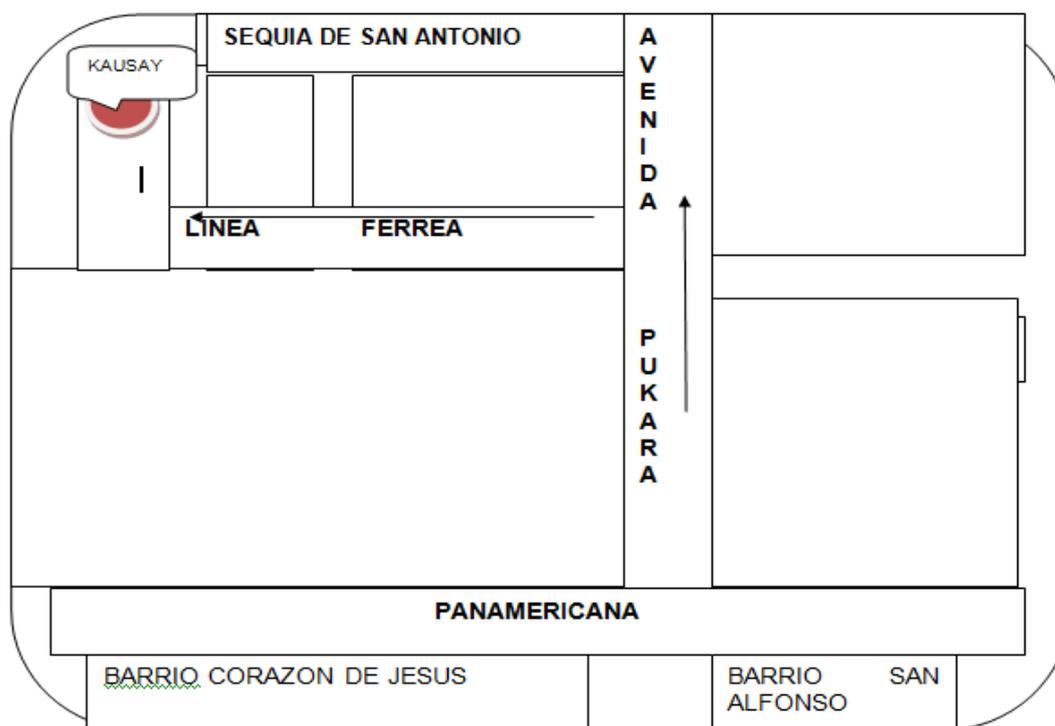 SEQUIA DE SAN ANTONIO
KAUSAY
AVENIDA
LINEA FERREA
PUKARA
PANAMERICANA
BARRIO CORAZON DE JESUS
BARRIO SAN
ALFONSO